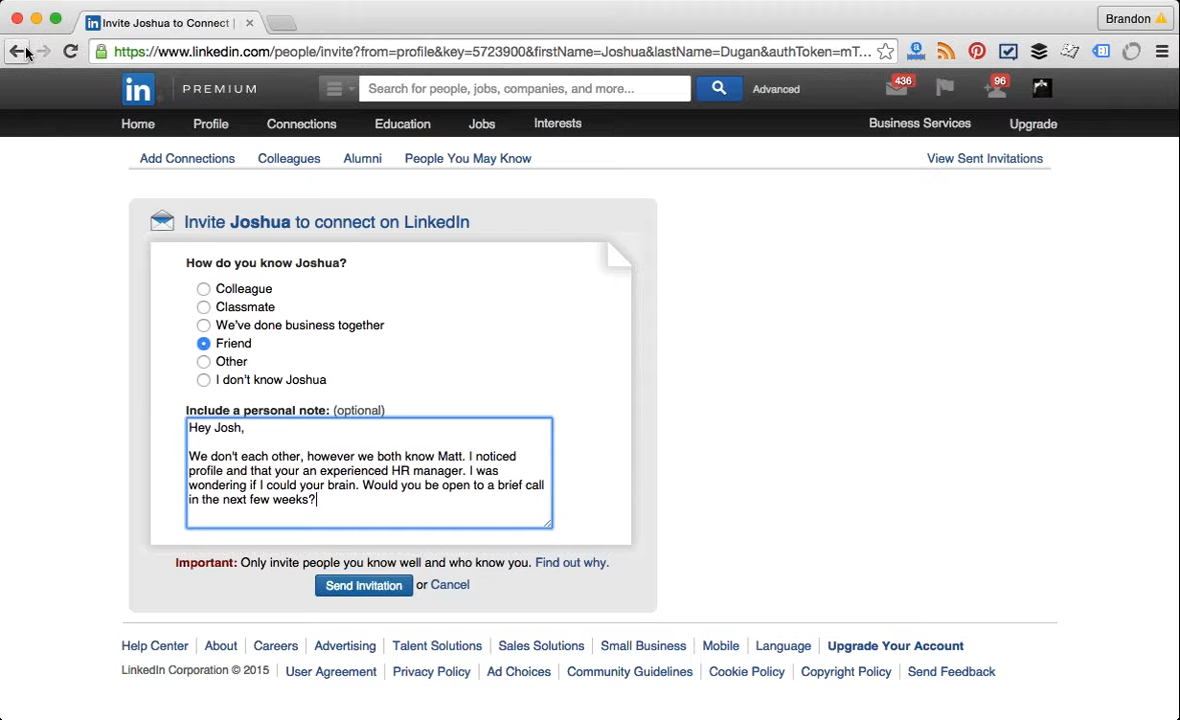 Invite Joshua to Connect |
Brandon
https://www.linkedin.com/people/invite?from=profile&key=5723900&firstName=Joshua&lastName=Dugan&authToken=mT...
in PREMIUM
Search for people, jobs, companies, and more...
Advanced
436
96
Home Profile Connections Education Jobs Interests Business Services Upgrade
Add Connections Colleagues Alumni People You May Know View Sent Invitations
Invite Joshua to connect on LinkedIn
How do you know Joshua?
Colleague
Classmate
We've done business together
Friend
Other
I don't know Joshua
Include a personal note: (optional)
Hey Josh,
We don't each other, however we both know Matt. I noticed
profile and that your an experienced HR manager. I was
wondering if I could your brain. Would you be open to a brief call
in the next few weeks?
Important: Only invite people you know well and who know you. Find out why.
Send Invitation or Cancel
Help Center About Careers Advertising Talent Solutions Sales Solutions Small Business Mobile Language Upgrade Your Account
LinkedIn Corporation © 2015 User Agreement Privacy Policy Ad Choices Community Guidelines Cookie Policy Copyright Policy Send Feedback